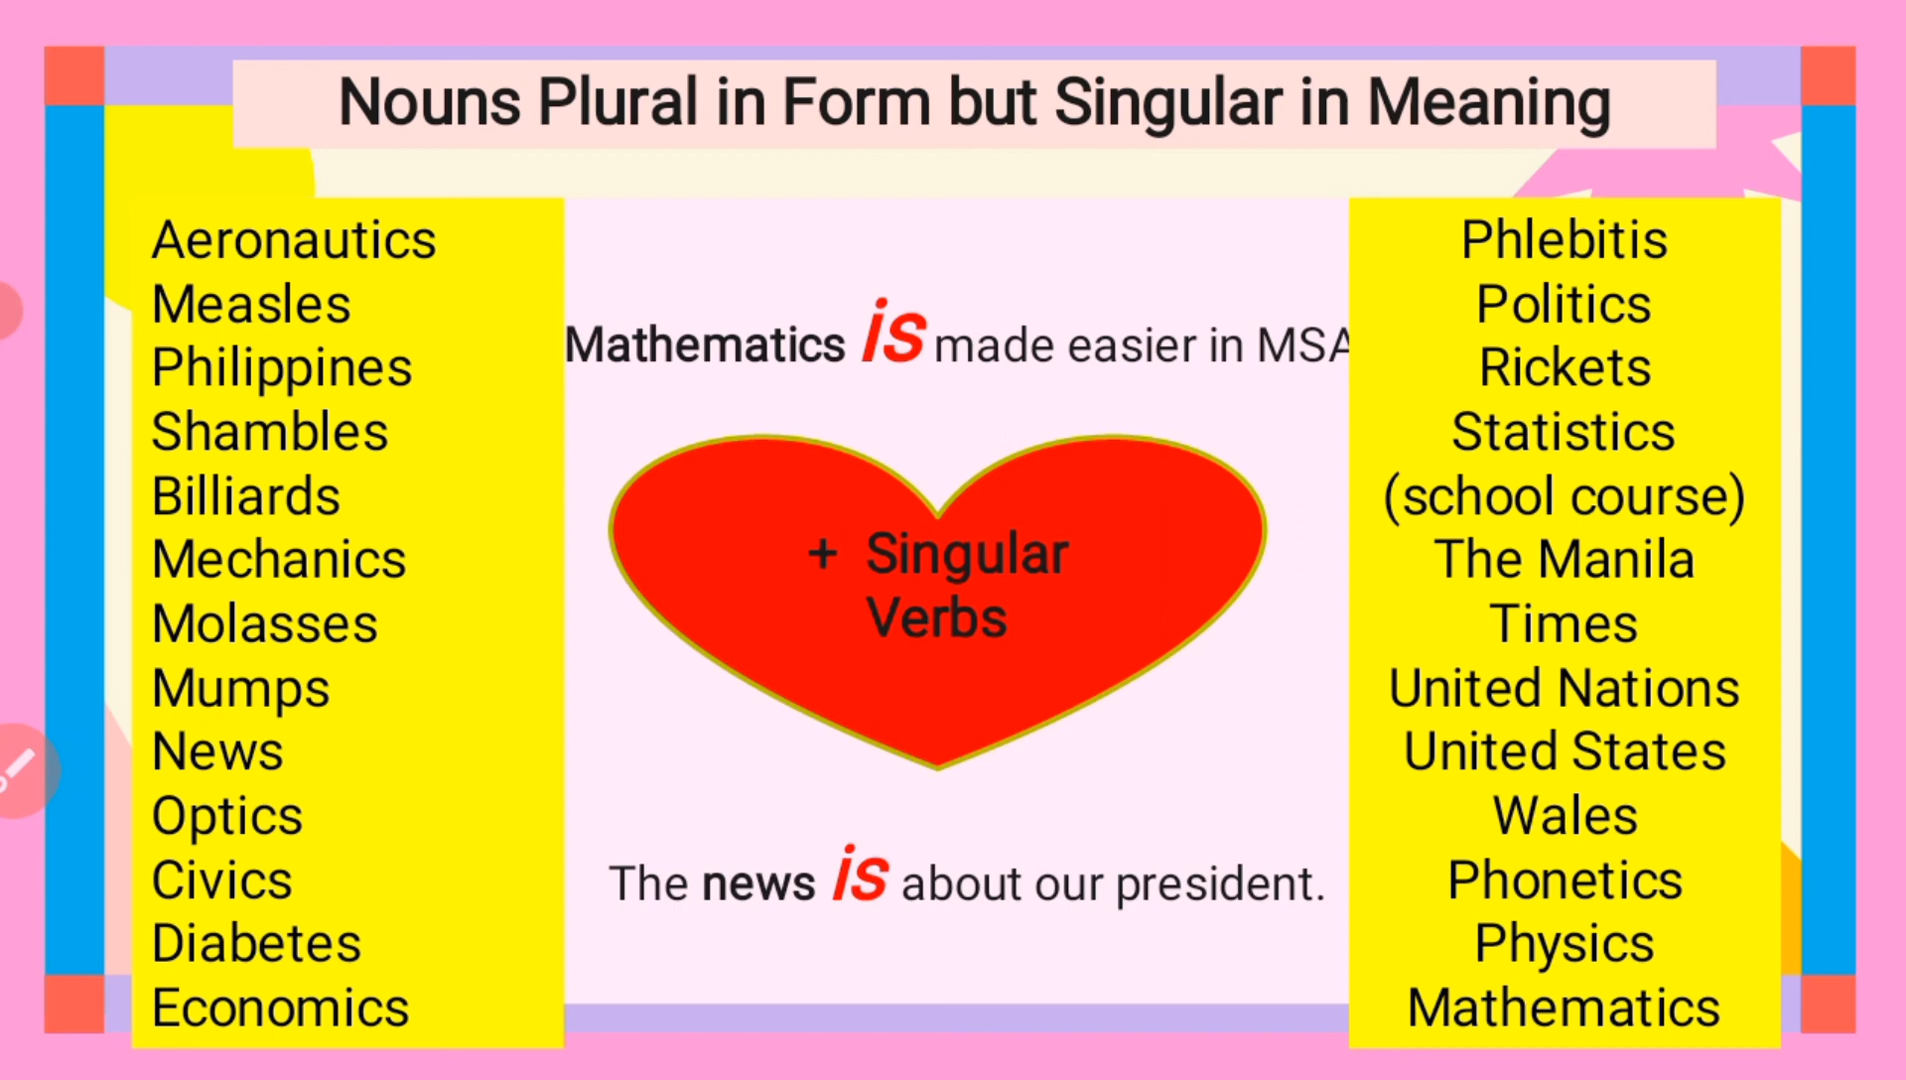 Nouns Plural in Form but Singular in Meaning
Aeronautics
Measles
Philippines
Shambles
Billiards
Mechanics
Molasses
Mumps
News
Optics
Civics
Diabetes
Economics
Mathematics is made easier in MSA
+ Singular
Verbs
The news is about our president.
Phlebitis
Politics
Rickets
Statistics
(school course)
The Manila
Times
United Nations
United States
Wales
Phonetics
Physics
Mathematics